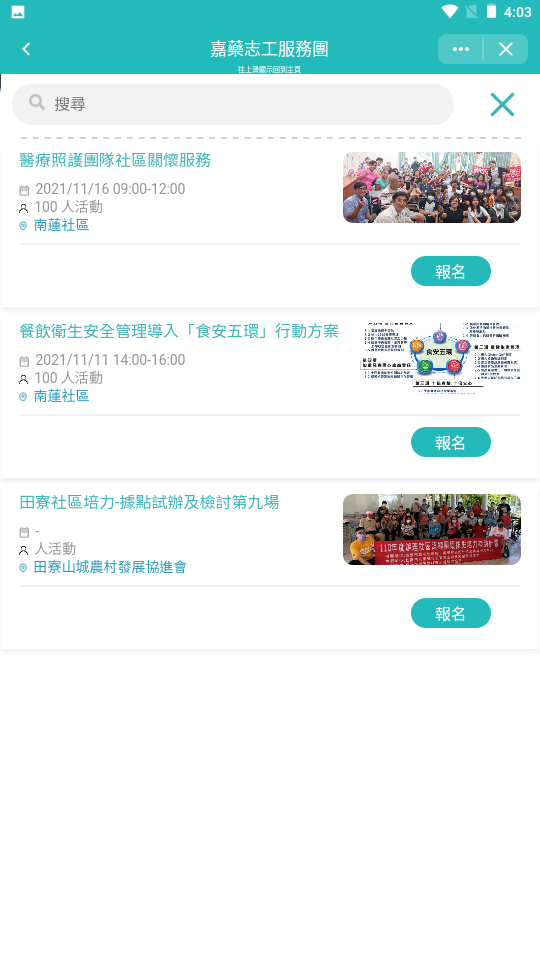 4:03
嘉藥志工服務團
往上滑顯示回到主頁
搜尋
醫療照護團隊社區關懷服務
2021/11/16 09:00-12:00
100 人活動
南蓮社區
報名
餐飲衛生安全管理導入「食安五環」行動方案
食安五環
2021/11/11 14:00-16:00
100 人活動
南蓮社區
報名
田寮社區培力-據點試辦及檢討第九場
-
人活動
田寮山城農村發展協進會
報名